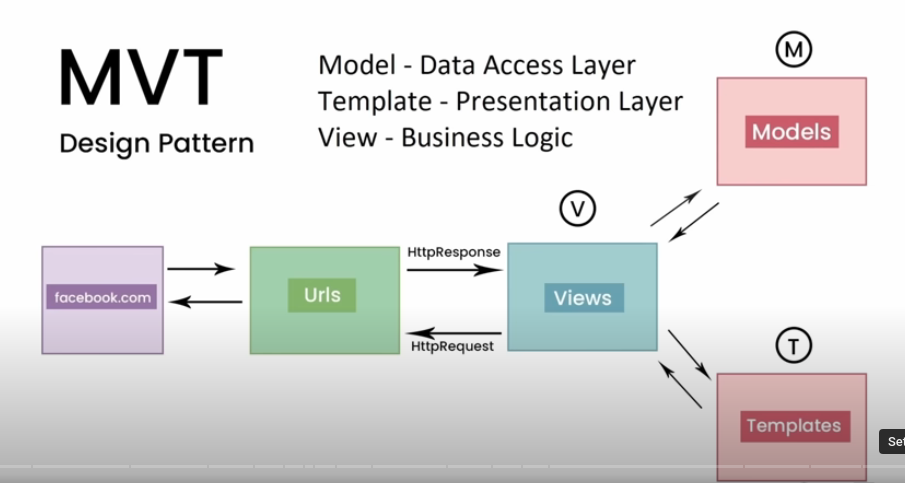 MVT
Design Pattern
Model - Data Access Layer
Template - Presentation Layer
View - Business Logic
M
Models
V
facebook.com
Urls
HttpResponse
HttpRequest
Views
T
Templates
Set